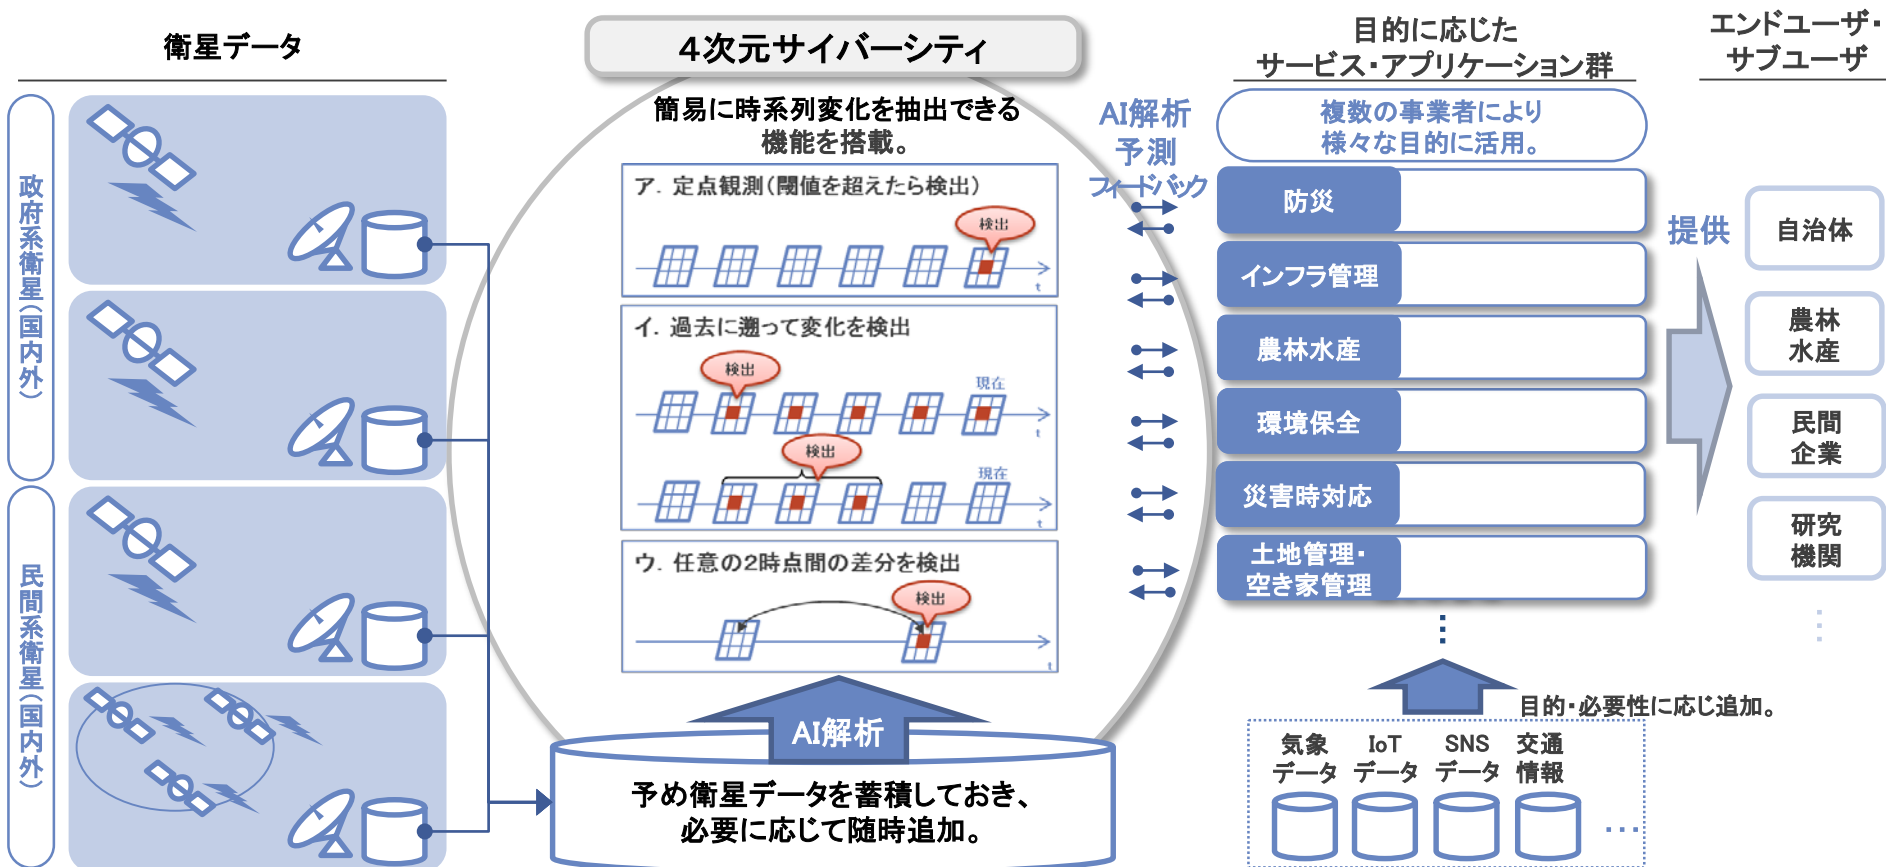 衛星データ
政府系衛星(国内外)
民間系衛星(国内外)
4次元サイバーシティ
簡易に時系列変化を抽出できる
機能を搭載。
ア. 定点観測(閾値を超えたら検出)
検出
t
イ. 過去に遡って変化を検出
検出
現在
t
検出
現在
t
ウ. 任意の2時点間の差分を検出
検出
t
AI解析
予め衛星データを蓄積しておき、
必要に応じて随時追加。
AI解析
予測
フィードバック
目的に応じた
サービス・アプリケーション群
複数の事業者により
様々な目的に活用。
防災
インフラ管理
農林水産
環境保全
災害時対応
土地管理・
空き家管理
⋮
目的・必要性に応じ追加。
気象
データ
IoT
データ
SNS
データ
交通
情報
…
提供
エンドユーザ・
サブユーザ
自治体
農林
水産
民間
企業
研究
機関
⋮